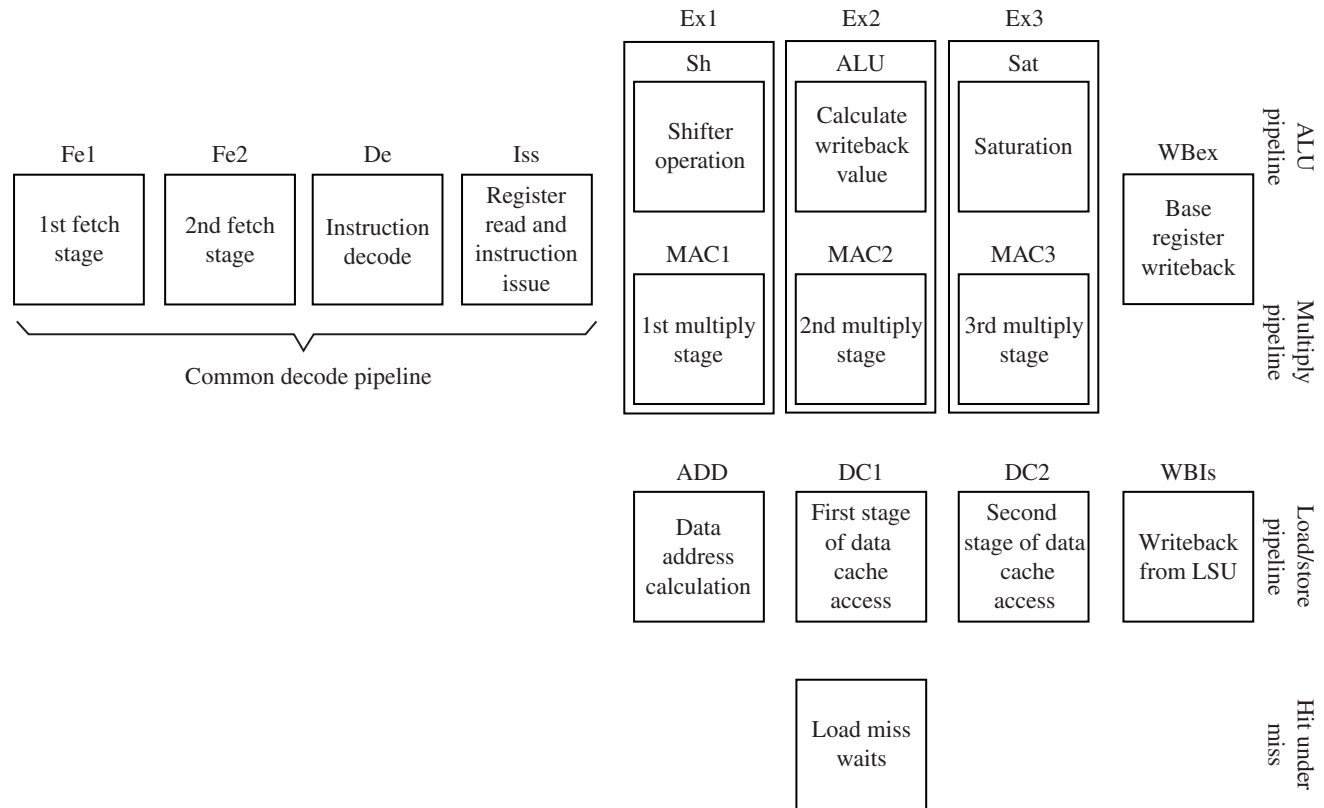 Ex1
Ex2
Ex3
Sh
ALU
Sat
Shifter
operation
Calculate
writeback
value
Saturation
ALU
pipeline
Fe1
Fe2
De
Iss
WBex
1st fetch
stage
2nd fetch
stage
Instruction
decode
Register
read and
instruction
issue
Base
register
writeback
MAC1
MAC2
MAC3
1st multiply
stage
2nd multiply
stage
3rd multiply
stage
Multiply
pipeline
Common decode pipeline
ADD
DC1
DC2
WBIs
Data
address
calculation
First stage
of data
cache
access
Second
stage of data
cache
access
Writeback
from LSU
Load/store
pipeline
Load miss
waits
Hit under
miss